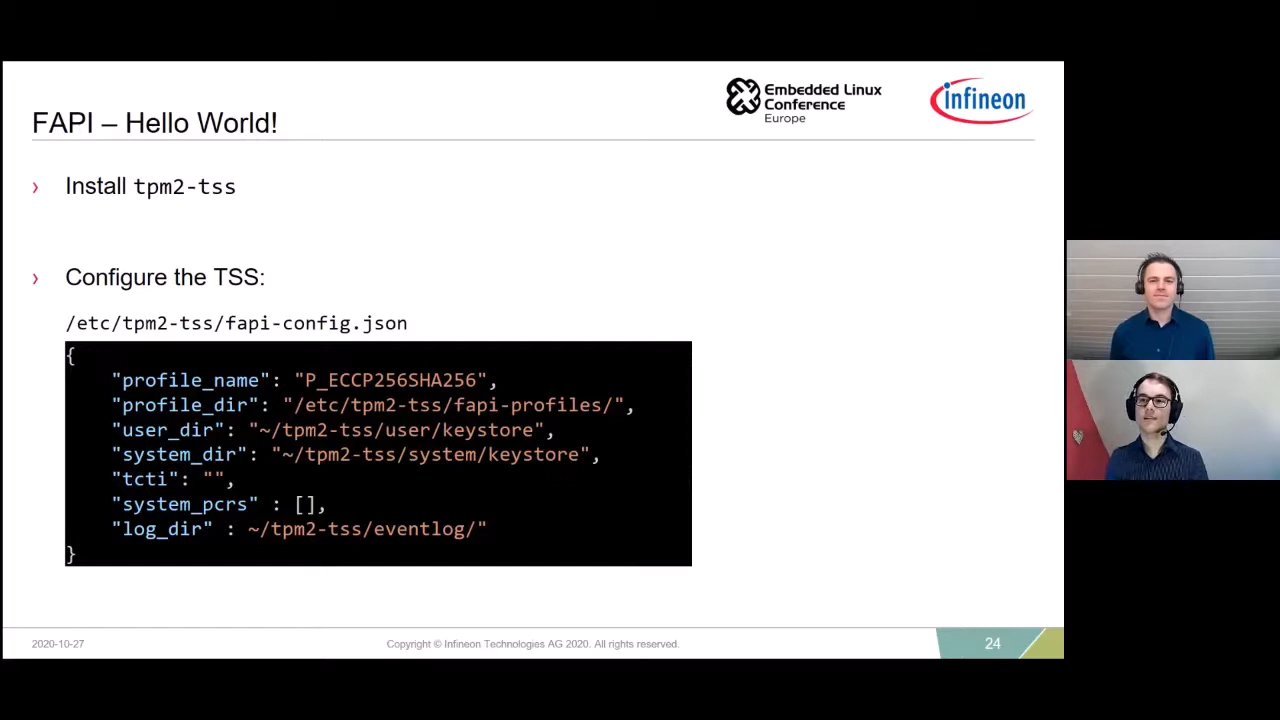 FAPI – Hello World!
Embedded Linux
Conference
Europe
infineon
› Install tpm2-tss
› Configure the TSS:
/etc/tpm2-tss/fapi-config.json
{
"profile_name": "P_ECCP256SHA256",
"profile_dir": "/etc/tpm2-tss/fapi-profiles/",
"user_dir": "~/tpm2-tss/user/keystore",
"system_dir": "~/tpm2-tss/system/keystore",
"tcti": "",
"system_pcrs" : [],
"log_dir" : ~/tpm2-tss/eventlog/"
}
2020-10-27
Copyright © Infineon Technologies AG 2020. All rights reserved.
24